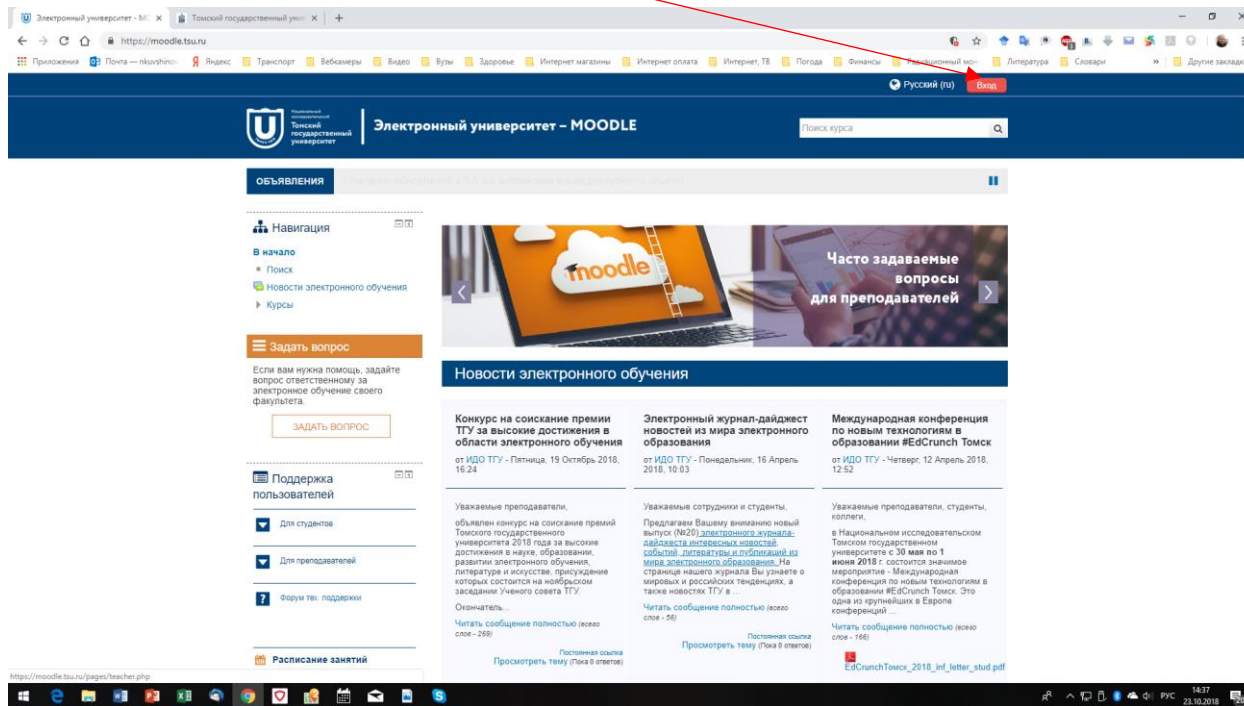 Электронный университет - МО
Томский государственный унив
https://moodle.tsu.ru
Приложения
Почта — nkuvshino
Яндекс
Транспорт
Вебкамеры
Видео
Вузы
Здоровье
Интернет магазины
Интернет оплата
Интернет, ТВ
Погода
Финансы
Литература
Словари
»
Другие закладки
Русский (ru)
Вход
Национальный
исследовательский
Томский
государственный
университет
Электронный университет – MOODLE
Поиск курса
ОБЪЯВЛЕНИЯ
Навигация
В начало
Поиск
Новости электронного обучения
Курсы
moodle
Часто задаваемые
вопросы
для преподавателей
Задать вопрос
Если вам нужна помощь, задайте
вопрос ответственному за
электронное обучение своего
факультета.
ЗАДАТЬ ВОПРОС
Поддержка
пользователей
Для студентов
Для преподавателей
Форум тех. поддержки
Расписание занятий
Новости электронного обучения
Конкурс на соискание премии
ТГУ за высокие достижения в
области электронного обучения
от ИДО ТГУ - Пятница, 19 Октябрь 2018,
16:24
Уважаемые преподаватели,
объявлен конкурс на соискание премий
Томского государственного
университета 2018 года за высокие
достижения в науке, образовании,
развитии электронного обучения,
литературе и искусстве, присуждение
которых состоится на ноябрьском
заседании Ученого совета ТГУ.
Окончатель...
Читать сообщение полностью (всего
слов - 269)
Постоянная ссылка
Просмотреть тему (Пока 0 ответов)
Электронный журнал-дайджест
новостей из мира электронного
образования
от ИДО ТГУ - Понедельник, 16 Апрель
2018, 10:03
Уважаемые сотрудники и студенты,
Предлагаем Вашему вниманию новый
выпуск (№20) электронного журнала-
дайджеста интересных новостей,
событий, литературы и публикаций из
мира электронного образования. На
странице нашего журнала Вы узнаете о
мировых и российских тенденциях, а
также новостях ТГУ в ...
Читать сообщение полностью (всего
слов - 56)
Постоянная ссылка
Просмотреть тему (Пока 0 ответов)
Международная конференция
по новым технологиям в
образовании #EdCrunch Томск
от ИДО ТГУ - Четверг, 12 Апрель 2018,
12:52
Уважаемые преподаватели, студенты,
коллеги,
в Национальном исследовательском
Томском государственном
университете с 30 мая по 1
июня 2018 г. состоится значимое
мероприятие - Международная
конференция по новым технологиям в
образовании #EdCrunch Томск. Это
одна из крупнейших в Европе
конференций ...
Читать сообщение полностью (всего
слов - 166)
EdCrunchТомск_2018_inf_letter_stud.pdf
https://moodle.tsu.ru/pages/teacher.php
РУС
14:37
23.10.2018